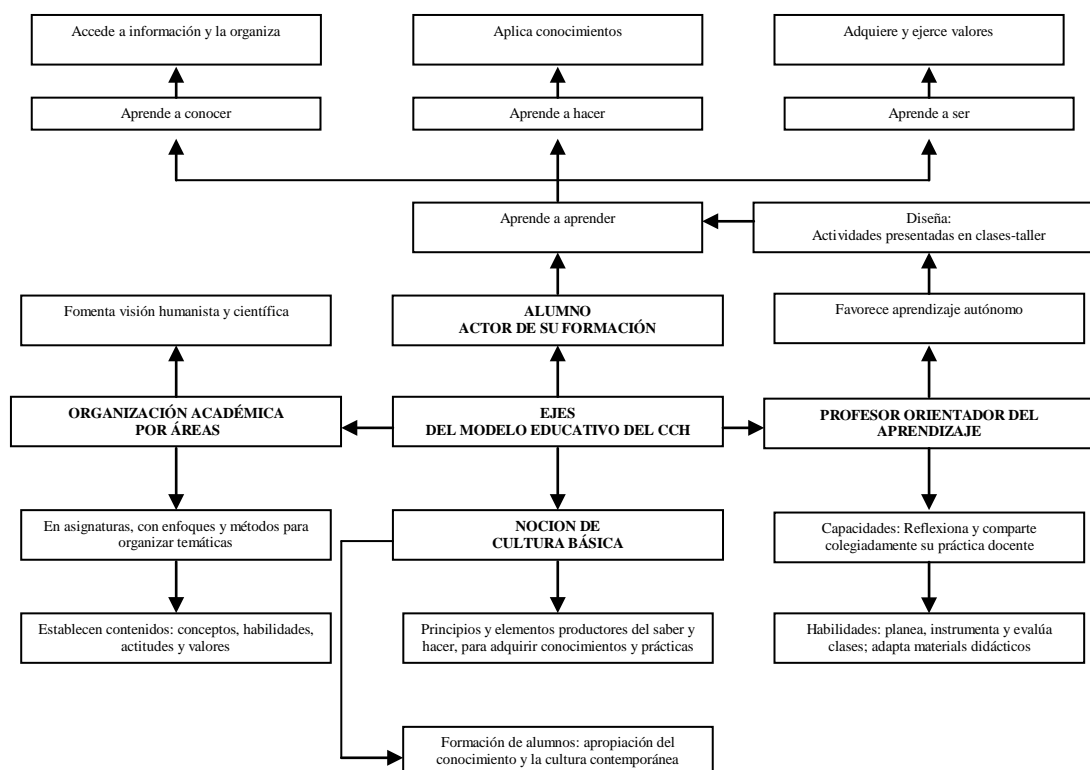 Accede a información y la organiza
Aplica conocimientos
Adquiere y ejerce valores
Aprende a conocer
Aprende a hacer
Aprende a ser
Aprende a aprender
Diseña:
Actividades presentadas en clases-taller
Fomenta visión humanista y científica
ALUMNO
ACTOR DE SU FORMACIÓN
Favorece aprendizaje autónomo
ORGANIZACIÓN ACADÉMICA
POR ÁREAS
EJES
DEL MODELO EDUCATIVO DEL CCH
PROFESOR ORIENTADOR DEL
APRENDIZAJE
En asignaturas, con enfoques y métodos para
organizar temáticas
NOCION DE
CULTURA BÁSICA
Capacidades: Reflexiona y comparte
colegiadamente su práctica docente
Establecen contenidos: conceptos, habilidades,
actitudes y valores
Principios y elementos productores del saber y
hacer, para adquirir conocimientos y prácticas
Habilidades: planea, instrumenta y evalúa
clases; adapta materials didácticos
Formación de alumnos: apropiación del
conocimiento y la cultura contemporánea